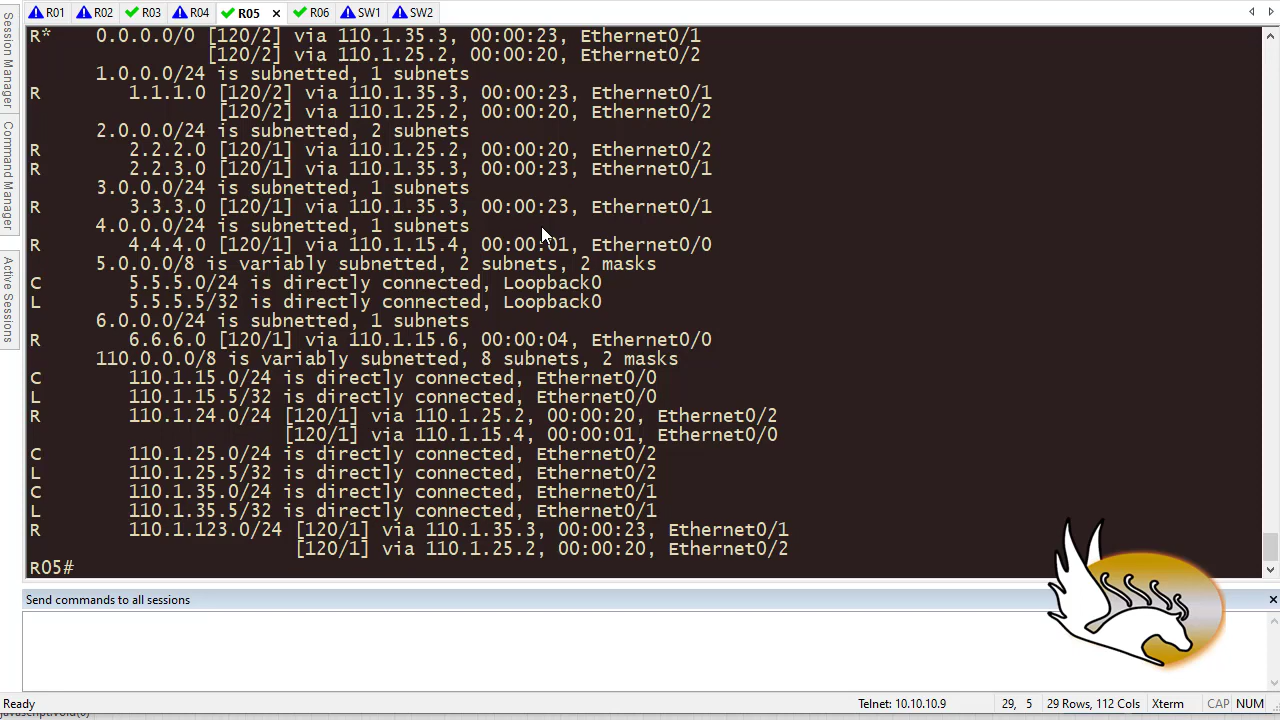 R01 R02 R03 R04 R05 × R06 SW1 SW2
Session Manager
Command Manager
Active Sessions
R* 0.0.0.0/0 [120/2] via 110.1.35.3, 00:00:23, Ethernet0/1
[120/2] via 110.1.25.2, 00:00:20, Ethernet0/2
1.0.0.0/24 is subnetted, 1 subnets
R 1.1.1.0 [120/2] via 110.1.35.3, 00:00:23, Ethernet0/1
[120/2] via 110.1.25.2, 00:00:20, Ethernet0/2
2.0.0.0/24 is subnetted, 2 subnets
R 2.2.2.0 [120/1] via 110.1.25.2, 00:00:20, Ethernet0/2
R 2.2.3.0 [120/1] via 110.1.35.3, 00:00:23, Ethernet0/1
3.0.0.0/24 is subnetted, 1 subnets
R 3.3.3.0 [120/1] via 110.1.35.3, 00:00:23, Ethernet0/1
4.0.0.0/24 is subnetted, 1 subnets
R 4.4.4.0 [120/1] via 110.1.15.4, 00:00:01, Ethernet0/0
5.0.0.0/8 is variably subnetted, 2 subnets, 2 masks
C 5.5.5.0/24 is directly connected, Loopback0
L 5.5.5.5/32 is directly connected, Loopback0
6.0.0.0/24 is subnetted, 1 subnets
R 6.6.6.0 [120/1] via 110.1.15.6, 00:00:04, Ethernet0/0
110.0.0.0/8 is variably subnetted, 8 subnets, 2 masks
C 110.1.15.0/24 is directly connected, Ethernet0/0
L 110.1.15.5/32 is directly connected, Ethernet0/0
R 110.1.24.0/24 [120/1] via 110.1.25.2, 00:00:20, Ethernet0/2
[120/1] via 110.1.15.4, 00:00:01, Ethernet0/0
C 110.1.25.0/24 is directly connected, Ethernet0/2
L 110.1.25.5/32 is directly connected, Ethernet0/2
C 110.1.35.0/24 is directly connected, Ethernet0/1
L 110.1.35.5/32 is directly connected, Ethernet0/1
R 110.1.123.0/24 [120/1] via 110.1.35.3, 00:00:23, Ethernet0/1
[120/1] via 110.1.25.2, 00:00:20, Ethernet0/2
R05#
Send commands to all sessions
Ready Telnet: 10.10.10.9 29, 5 29 Rows, 112 Cols Xterm CAP NUM